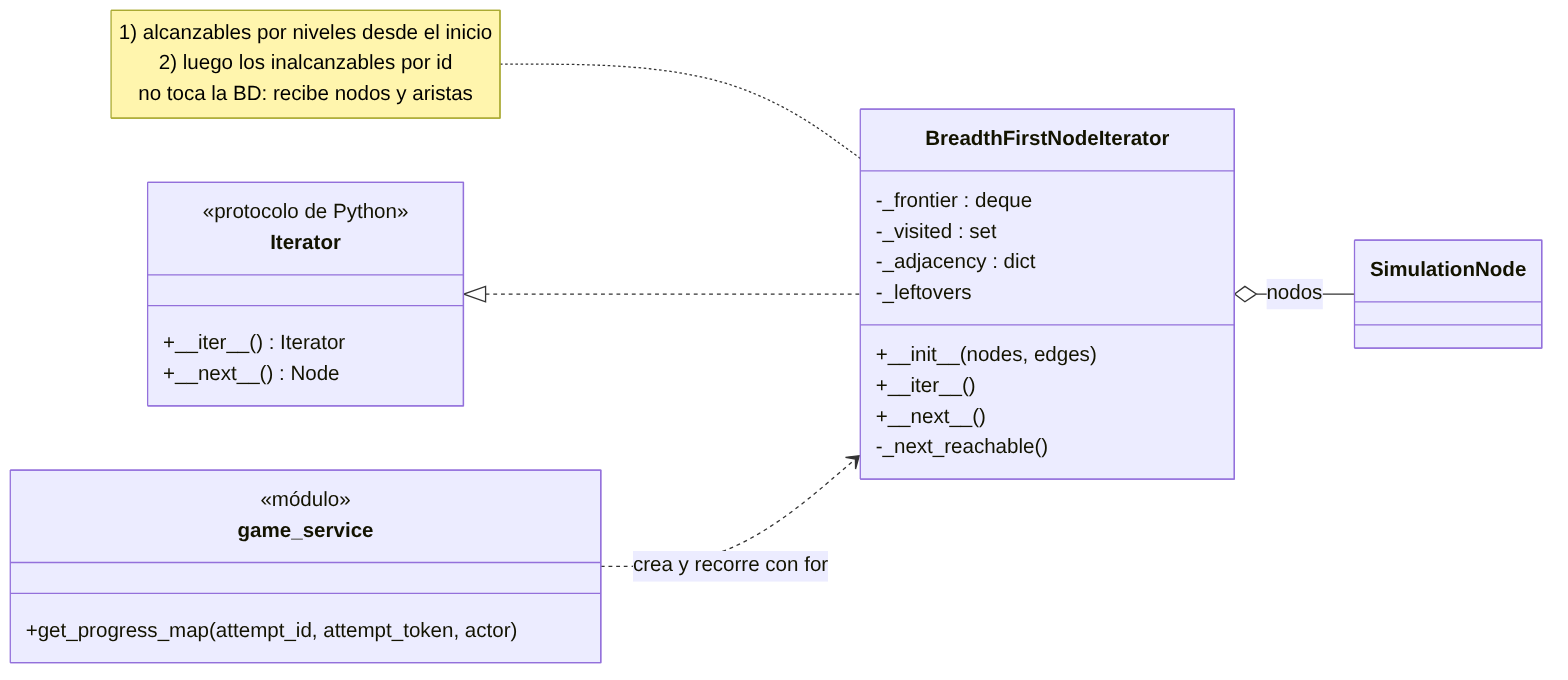 1) alcanzables por niveles desde el inicio
2) luego los inalcanzables por id
no toca la BD: recibe nodos y aristas
«protocolo de Python»
Iterator
+__iter__() : Iterator
+__next__() : Node
«módulo»
game_service
+get_progress_map(attempt_id, attempt_token, actor)
crea y recorre con for
BreadthFirstNodeIterator
-_frontier : deque
-_visited : set
-_adjacency : dict
-_leftovers
+__init__(nodes, edges)
+__iter__()
+__next__()
-_next_reachable()
nodos
SimulationNode